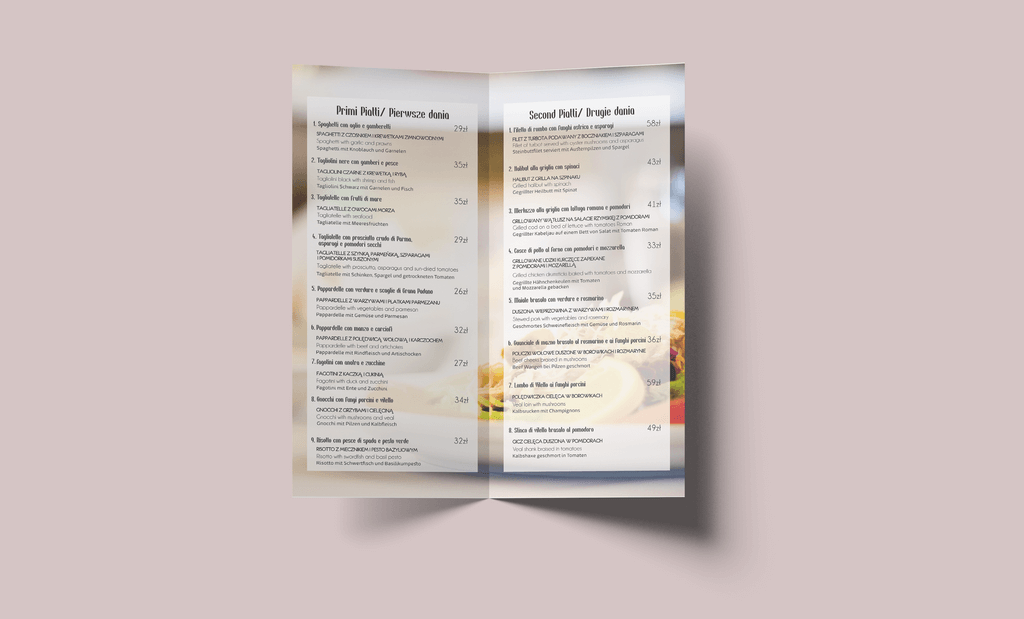 Primi Piatti/ Pierwsze dania
1. Spaghetti con aglio e gamberetti 29zł
SPAGHETTI Z CZOSNKIEM I KREWETKAMI ZIMNOWODNYMI
Spaghetti with garlic and prawns
Spaghetti mit Knoblauch und Garnelen
2. Tagliolini nere con gamberi e pesce 35zł
TAGLIOLINI CZARNE Z KREWETKĄ I RYBĄ
Tagliolini black with shrimp and fish
Tagliolini Schwarz mit Garnelen und Fisch
3. Tagliatelle con frutti di mare 35zł
TAGLIATELLE Z OWOCAMI MORZA
Tagliatelle with seafood
Tagliatelle mit Meeresfrüchten
4. Tagliatelle con prosciutto crudo di Parma, 29zł
asparagi e pomodori secchi
TAGLIATELLE Z SZYNKĄ PARMEŃSKĄ, SZPARAGAMI
I POMIDORKAMI SUSZONYMI
Tagliatelle with prosciutto, asparagus and sun-dried tomatoes
Tagliatelle mit Schinken, Spargel und getrockneten Tomaten
5. Pappardelle con verdure e scaglie di Grana Padano 26zł
PAPPARDELLE Z WARZYWAMI I PŁATKAMI PARMEZANU
Pappardelle with vegetables and parmesan
Pappardelle mit Gemüse und Parmesan
6. Pappardelle con manzo e carciofi 32zł
PAPPARDELLE Z POLĘDWICĄ WOŁOWĄ I KARCZOCHEM
Pappardelle with beef and artichokes
Pappardelle mit Rindfleisch und Artischocken
7. Fagotini con anatra e zucchine 27zł
FAGOTINI Z KACZKĄ I CUKINIĄ
Fagotini with duck and zucchini
Fagotini mit Ente und Zucchini
8. Gnocchi con fungi porcini e vitello 34zł
GNOCCHI Z GRZYBAMI I CIELĘCINĄ
Gnocchi with mushrooms and veal
Gnocchi mit Pilzen und Kalbfleisch
9. Risotto con pesce di spada e pesto verde 32zł
RISOTTO Z MIECZNIKIEM I PESTO BAZYLIOWYM
Risotto with swordfish and basil pesto
Risotto mit Schwertfisch und Basilikumpesto
Second Piatti/ Drugie dania
1. Filetto di rombo con funghi ostrica e asparagi 58zł
FILET Z TURBOTA PODAWANY Z BOCZNIAKIEM I SZPARAGAMI
Fillet of turbot served with oyster mushrooms and asparagus
Steinbuttfilet serviert mit Austernpilzen und Spargel
2. Halibut alla griglia con spinaci 43zł
HALIBUT Z GRILLA NA SZPINAKU
Grilled halibut with spinach
Gegrillter Heilbutt mit Spinat
3. Merluzzo alla griglia con lattuga romana e pomodori 41zł
GRILLOWANY WĄTŁUSZ NA SAŁACIE RZYMSKIEJ Z POMIDORAMI
Grilled cod on a bed of lettuce with tomatoes Roman
Gegrillter Kabeljau auf einem Bett von Salat mit Tomaten Roman
4. Cosce di pollo al forno con pomodori e mozzarella 33zł
GRILLOWANE UDZIKI KURCZĘCE ZAPIEKANE
Z POMIDORAMI I MOZARELLĄ
Grilled chicken drumsticks baked with tomatoes and mozzarella
Gegrillte Hähnchenkeulen mit Tomaten
und Mozzarella gebacken
5. Maiale brasato con verdure e rosmarino 35zł
DUSZONA WIEPRZOWINA Z WARZYWAMI I ROZMARYNEM
Stewed pork with vegetables and rosemary
Geschmortes Schweinefleisch mit Gemüse und Rosmarin
6. Guanciale di manzo brasato al rosmarino e ai funghi porcini 36zł
POLICZKI WOŁOWE DUSZONE W BOROWIKACH I ROZMARYNIE
Beef cheeks braised in mushrooms
Beef Wangen bis Pilzen geschmort
7. Lombo di Vitello ai funghi porcini 59zł
POLĘDWICZKA CIELĘCA W BOROWIKACH
Veal loin with mushrooms
Kalbsrücken mit Champignons
8. Stinco di vitello brasato al pomodoro 49zł
GICZ CIELĘCA DUSZONA W POMIDORACH
Veal shank braised in tomatoes
Kalbshaxe geschmort in Tomaten